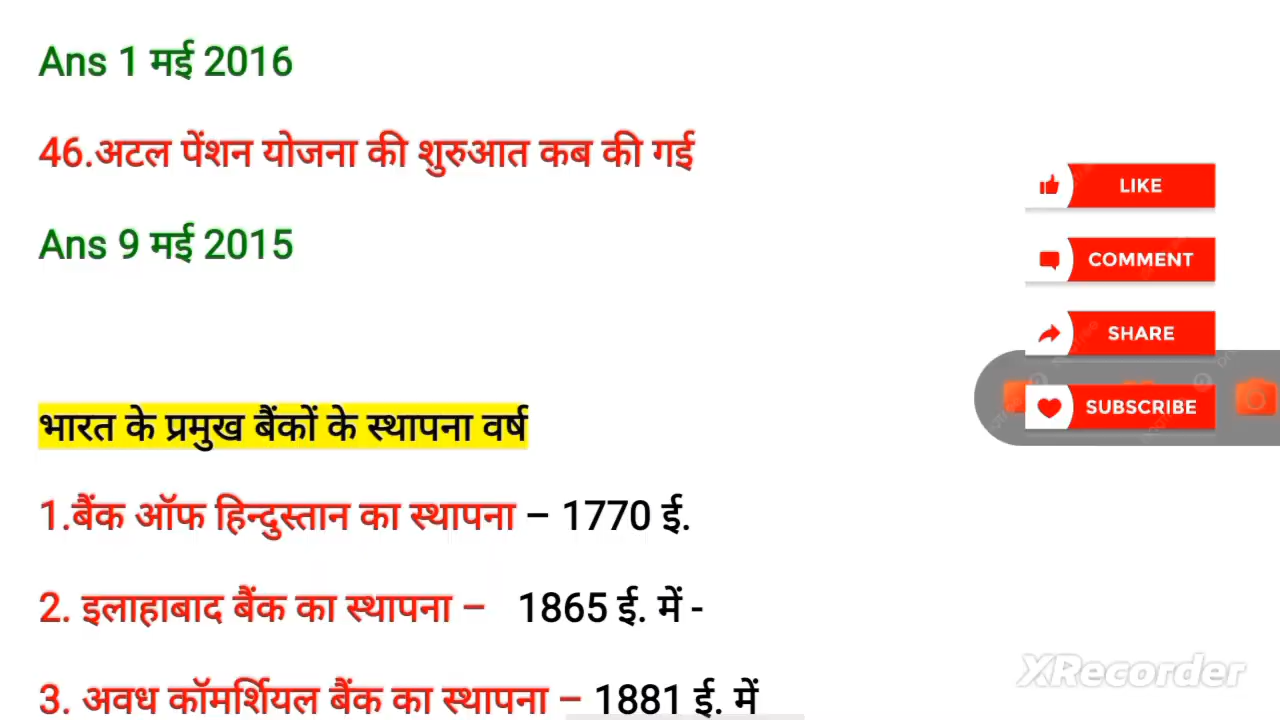 Ans 1 मई 2016
46.अटल पेंशन योजना की शुरुआत कब की गई
Ans 9 मई 2015
भारत के प्रमुख बैंकों के स्थापना वर्ष
1.बैंक ऑफ हिन्दुस्तान का स्थापना – 1770 ई.
2. इलाहाबाद बैंक का स्थापना – 1865 ई. में -
3. अवध कॉमर्शियल बैंक का स्थापना – 1881 ई. में
LIKE
COMMENT
SHARE
SUBSCRIBE
XRecorder